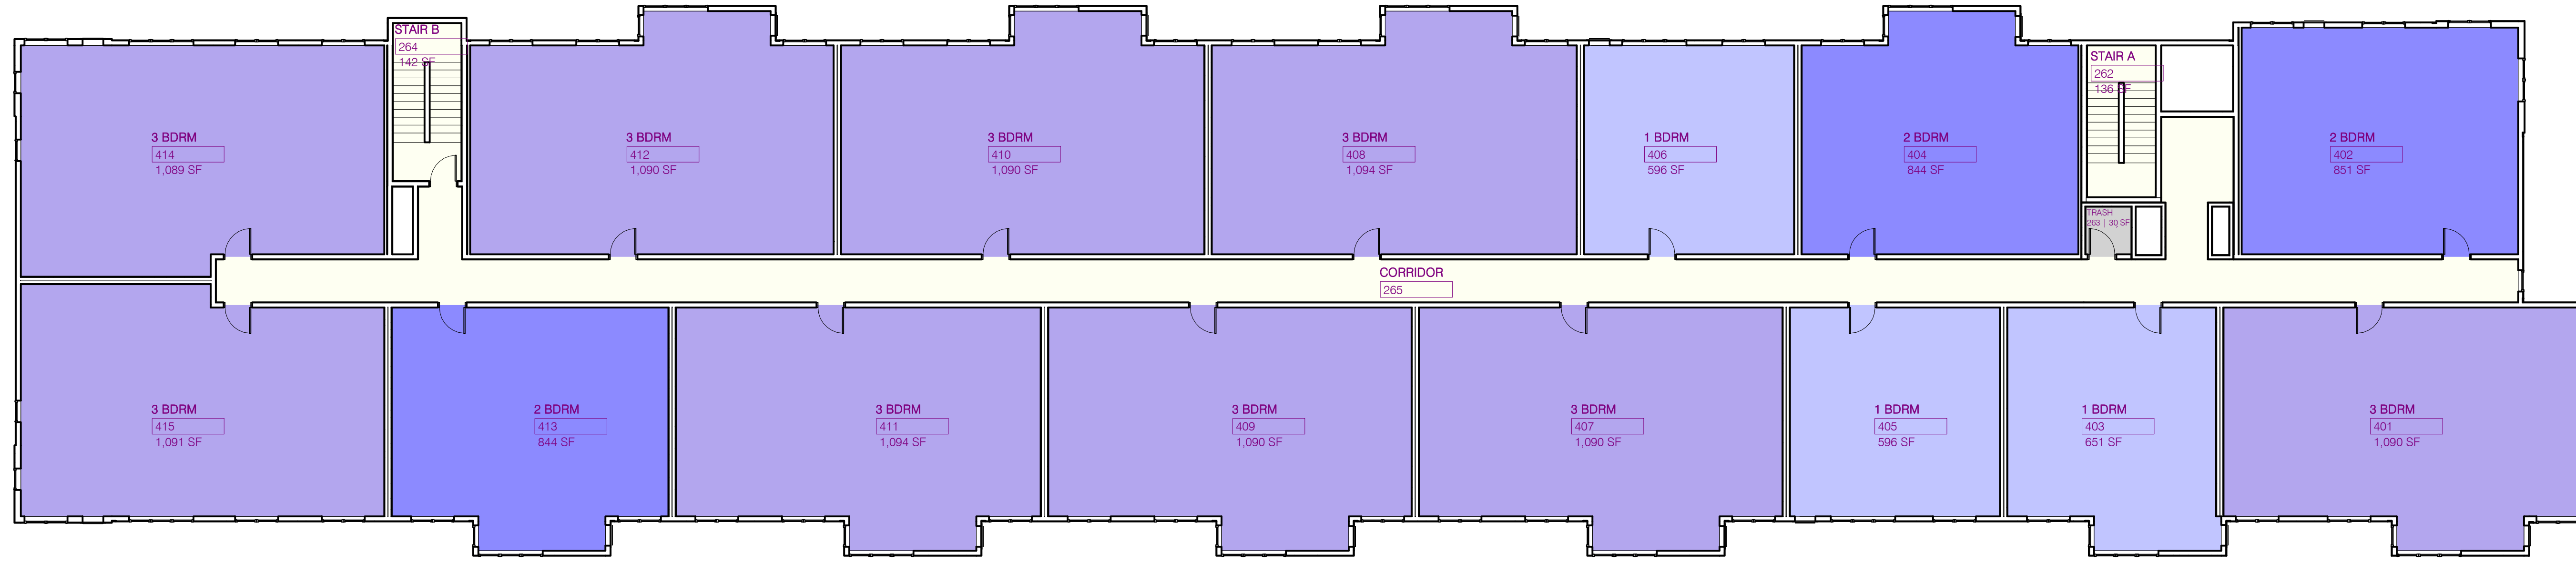 STAIR B
264
142 SF
STAIR A
262
136 SF
3 BDRM
414
1,089 SF
3 BDRM
412
1,090 SF
3 BDRM
410
1,090 SF
3 BDRM
408
1,094 SF
1 BDRM
406
596 SF
2 BDRM
404
844 SF
2 BDRM
402
851 SF
TRASH
263 | 30 SF
CORRIDOR
265
3 BDRM
415
1,091 SF
2 BDRM
413
844 SF
3 BDRM
411
1,094 SF
3 BDRM
409
1,090 SF
3 BDRM
407
1,090 SF
1 BDRM
405
596 SF
1 BDRM
403
651 SF
3 BDRM
401
1,090 SF